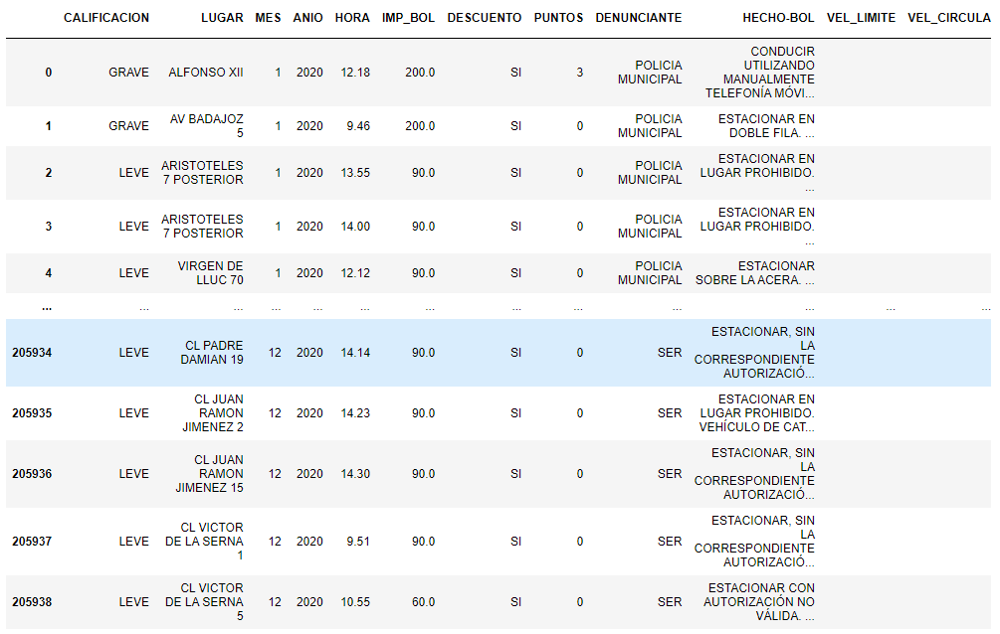 CALIFICACION LUGAR MES ANIO HORA IMP_BOL DESCUENTO PUNTOS DENUNCIANTE HECHO-BOL VEL_LIMITE VEL_CIRCULA
0 GRAVE ALFONSO XII 1 2020 12.18 200.0 SI 3 POLICIA MUNICIPAL CONDUCIR UTILIZANDO MANUALMENTE TELEFONÍA MÓVI...
1 GRAVE AV BADAJOZ 5 1 2020 9.46 200.0 SI 0 POLICIA MUNICIPAL ESTACIONAR EN DOBLE FILA. ...
2 LEVE ARISTOTELES 7 POSTERIOR 1 2020 13.55 90.0 SI 0 POLICIA MUNICIPAL ESTACIONAR EN LUGAR PROHIBIDO. ...
3 LEVE ARISTOTELES 7 POSTERIOR 1 2020 14.00 90.0 SI 0 POLICIA MUNICIPAL ESTACIONAR EN LUGAR PROHIBIDO. ...
4 LEVE VIRGEN DE LLUC 70 1 2020 12.12 90.0 SI 0 POLICIA MUNICIPAL ESTACIONAR SOBRE LA ACERA. ...
... ... ... ... ... ... ... ... ... ... ... ... ...
205934 LEVE CL PADRE DAMIAN 19 12 2020 14.14 90.0 SI 0 SER ESTACIONAR, SIN LA CORRESPONDIENTE AUTORIZACIÓ...
205935 LEVE CL JUAN RAMON JIMENEZ 2 12 2020 14.23 90.0 SI 0 SER ESTACIONAR EN LUGAR PROHIBIDO. VEHÍCULO DE CAT...
205936 LEVE CL JUAN RAMON JIMENEZ 15 12 2020 14.30 90.0 SI 0 SER ESTACIONAR, SIN LA CORRESPONDIENTE AUTORIZACIÓ...
205937 LEVE CL VICTOR DE LA SERNA 1 12 2020 9.51 90.0 SI 0 SER ESTACIONAR, SIN LA CORRESPONDIENTE AUTORIZACIÓ...
205938 LEVE CL VICTOR DE LA SERNA 5 12 2020 10.55 60.0 SI 0 SER ESTACIONAR CON AUTORIZACIÓN NO VÁLIDA. ...